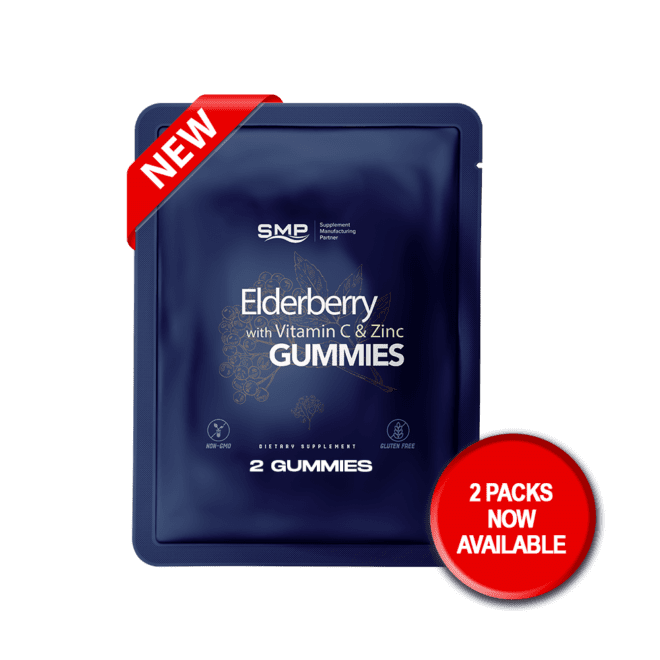 NEW
SMP
Supplement
Manufacturing
Partner
Elderberry
with Vitamin C & Zinc
GUMMIES
NON-GMO
GLUTEN FREE
DIETARY SUPPLEMENT
2 GUMMIES
2 PACKS
NOW
AVAILABLE